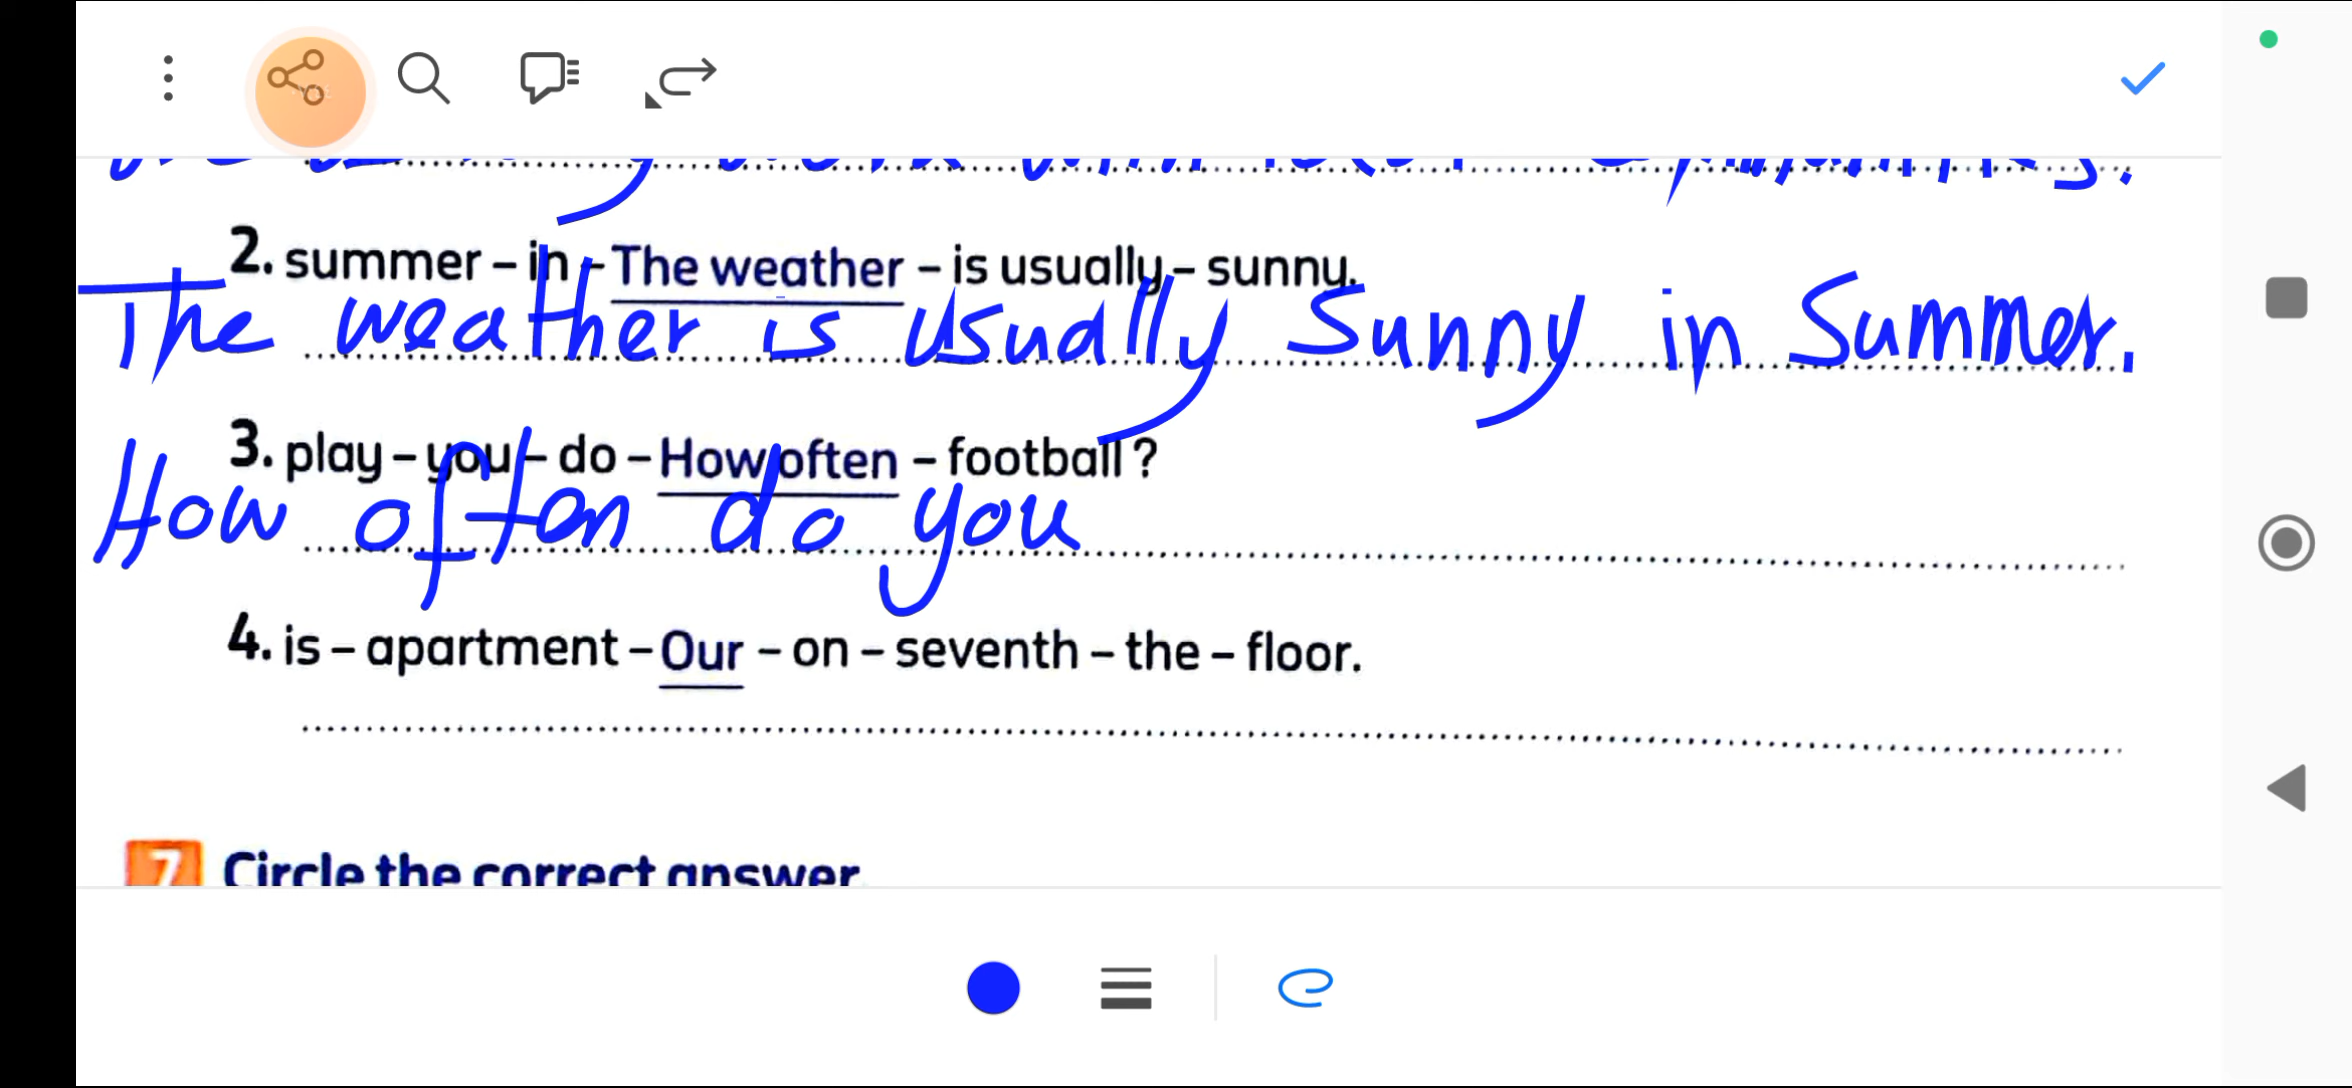 2. summer – in – The weather – is usually – sunny.
The weather is usually sunny in summer.
3. play – you – do – How often – football ?
How often do you
4. is – apartment – Our – on – seventh – the – floor.
7 Circle the correct answer